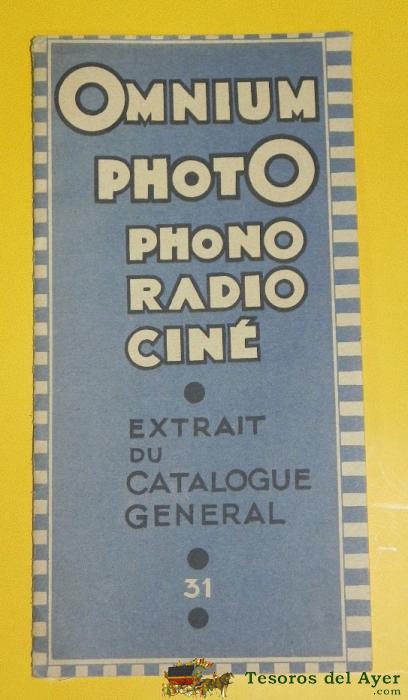 OMNIUM
PHOTO
PHONO
RADIO
CINÉ
EXTRAIT
DU
CATALOGUE
GENERAL
31
Tesoros del Ayer
.com